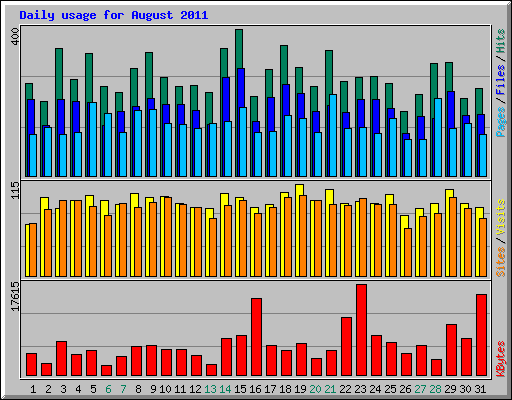 Daily usage for August 2011
400
Pages / Files / Hits
115
Sites / Visits
17615
KBytes
1 2 3 4 5 6 7 8 9 10 11 12 13 14 15 16 17 18 19 20 21 22 23 24 25 26 27 28 29 30 31